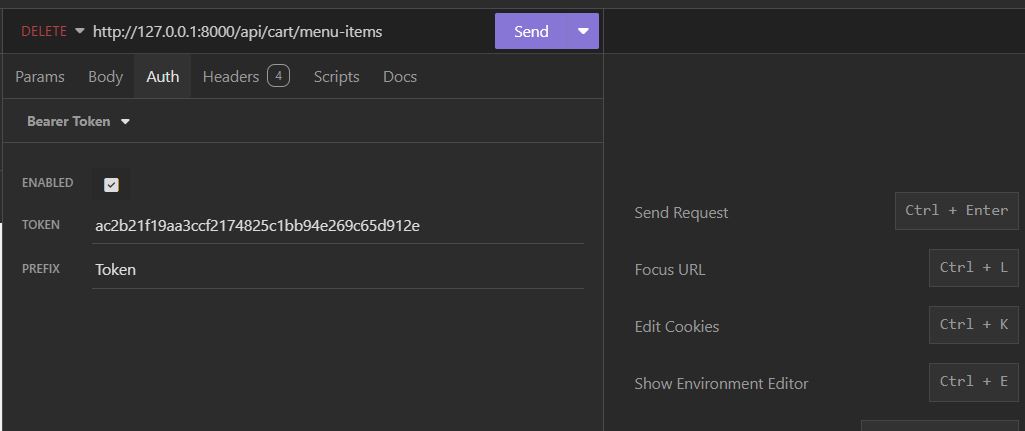 DELETE http://127.0.0.1:8000/api/cart/menu-items Send
Params Body Auth Headers 4 Scripts Docs
Bearer Token
ENABLED
TOKEN ac2b21f19aa3ccf2174825c1bb94e269c65d912e
PREFIX Token
Send Request Ctrl + Enter
Focus URL Ctrl + L
Edit Cookies Ctrl + K
Show Environment Editor Ctrl + E